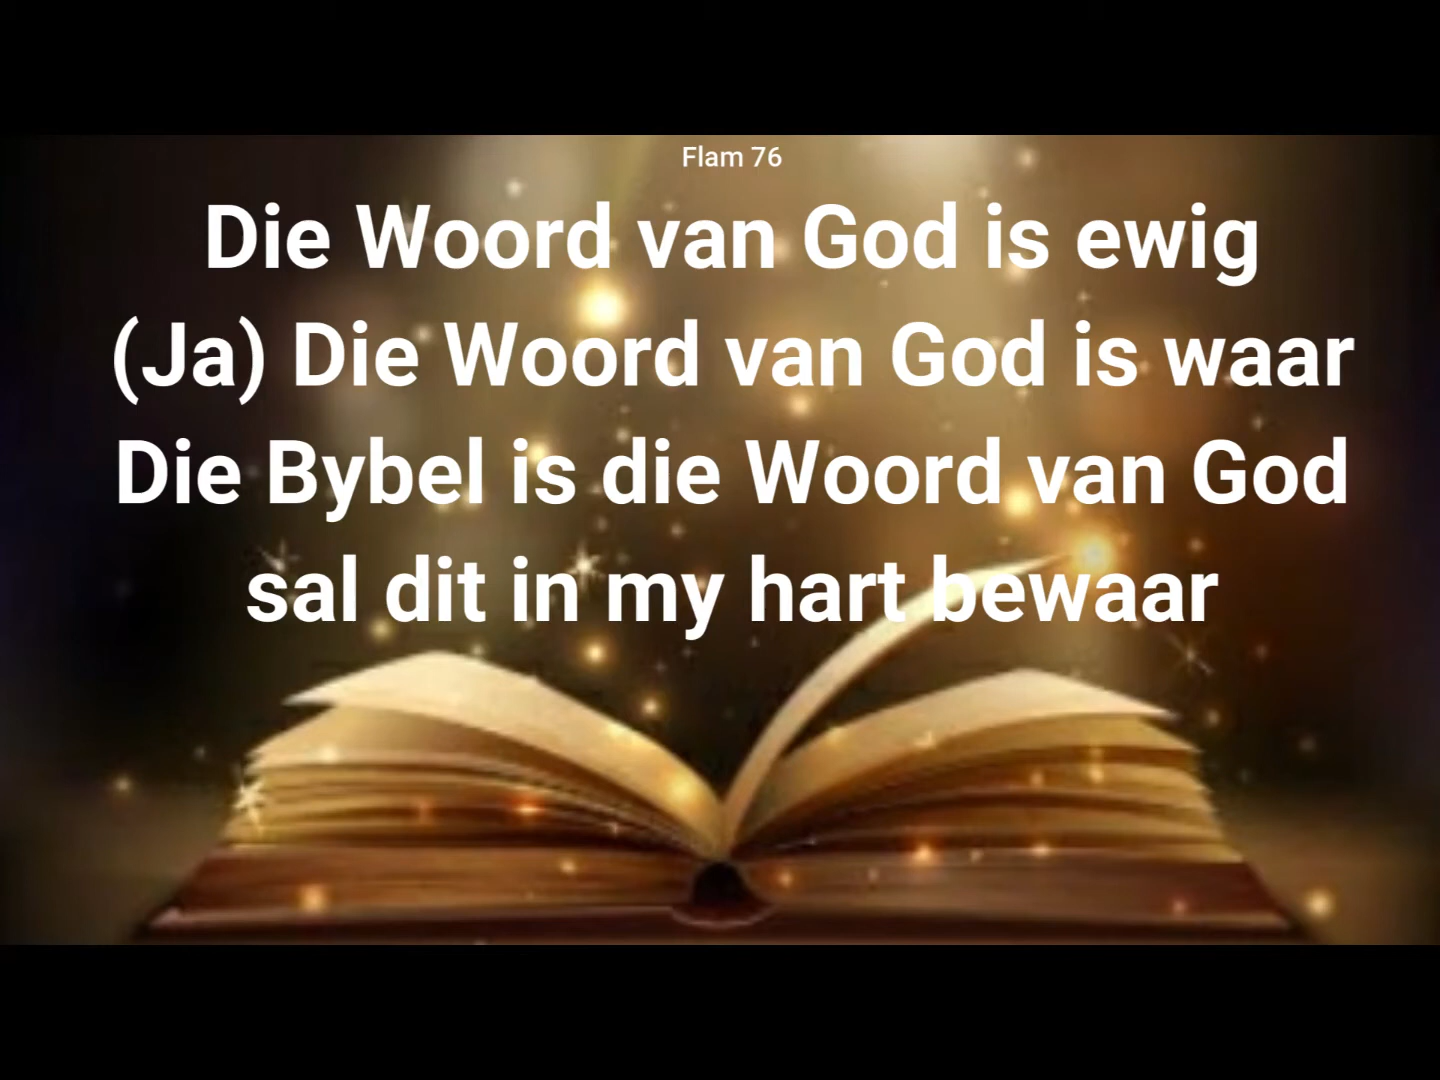 Flam 76
Die Woord van God is ewig
(Ja) Die Woord van God is waar
Die Bybel is die Woord van God
sal dit in my hart bewaar